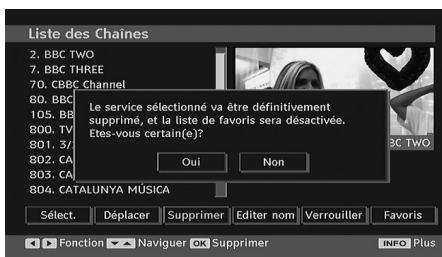 Liste des Chaînes
2. BBC TWO
7. BBC THREE
70. CBBC Channel
80. BBC
105. BB
800. TV
801. 3/
802. CA
803. CA
804. CATALUNYA MÚSICA
BC TWO
Le service sélectionné va être définitivement
supprimé, et la liste de favoris sera désactivée.
Etes-vous certain(e)?
Oui Non
Sélect. Déplacer Supprimer Editer nom Verrouiller Favoris
Fonction Naviguer OK Supprimer INFO Plus